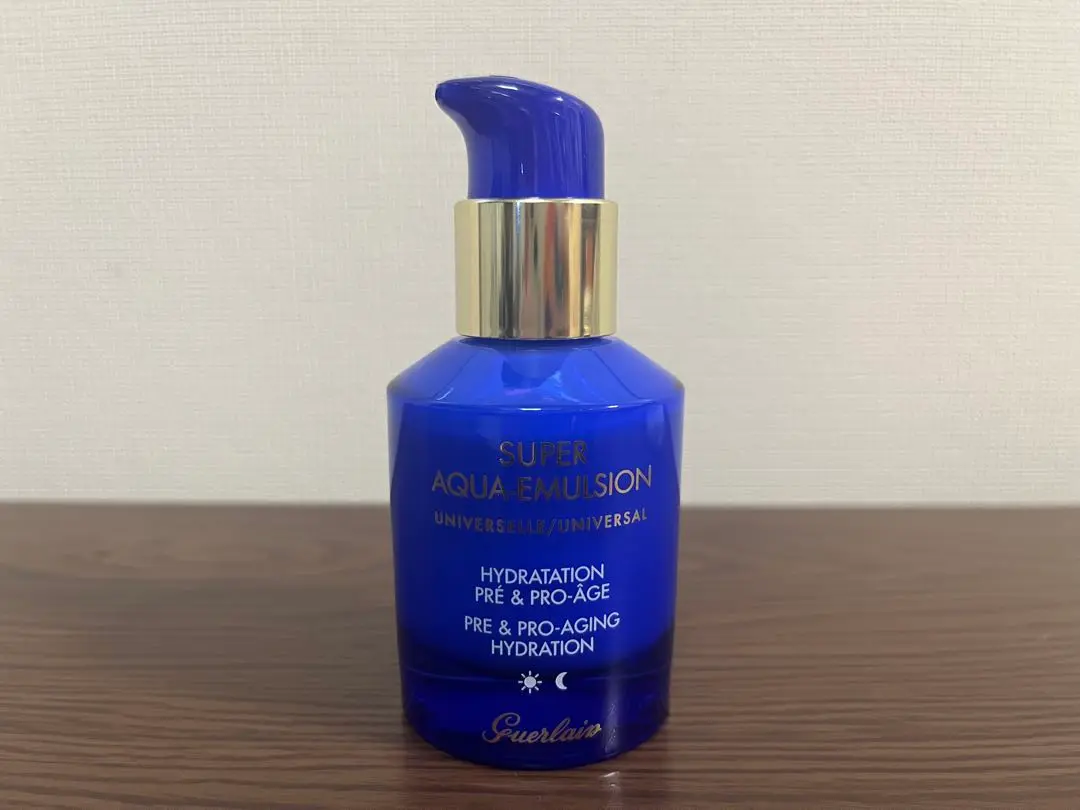 SUPER
AQUA-EMULSION
UNIVERSELLE/UNIVERSAL
HYDRATATION
PRÉ & PRO-ÂGE
PRE & PRO-AGING
HYDRATION
Guerlain